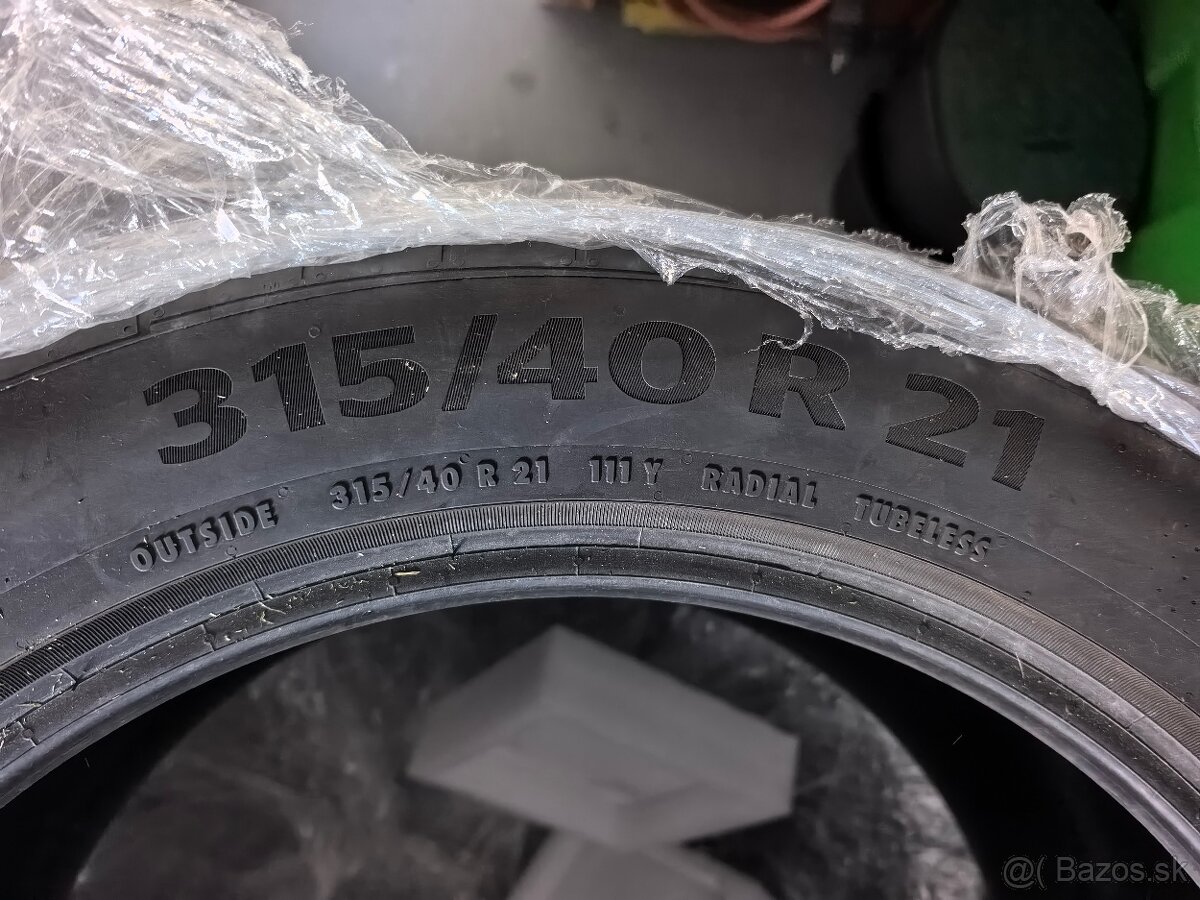 315/40 R 21
OUTSIDE 315/40 R 21 111 Y RADIAL TUBELESS
@( Bazos.sk